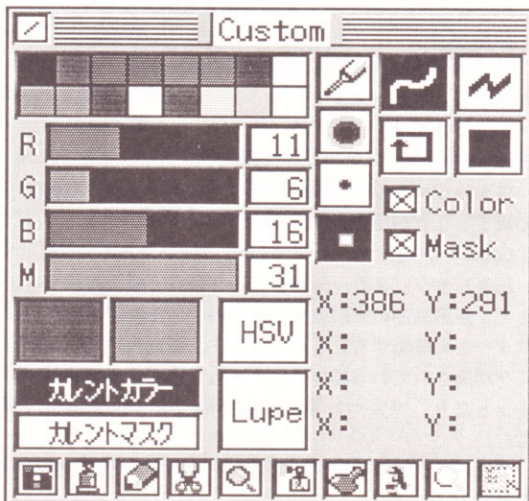 Custom
R 11
G 6
B 16
M 31
Color
Mask
X:386 Y:291
X: Y:
X: Y:
X: Y:
HSV
Lupe
カレントカラー
カレントマスク